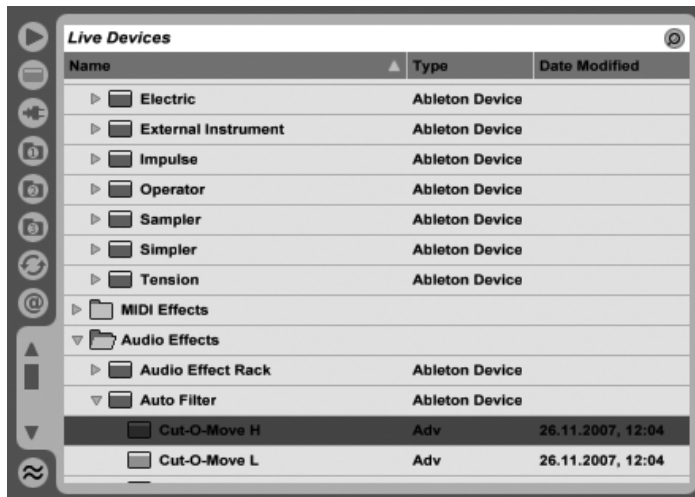 Live Devices
Name Type Date Modified
Electric Ableton Device
External Instrument Ableton Device
Impulse Ableton Device
Operator Ableton Device
Sampler Ableton Device
Simpler Ableton Device
Tension Ableton Device
MIDI Effects
Audio Effects
Audio Effect Rack Ableton Device
Auto Filter Ableton Device
Cut-O-Move H Adv 26.11.2007, 12:04
Cut-O-Move L Adv 26.11.2007, 12:04
1
2
3
@